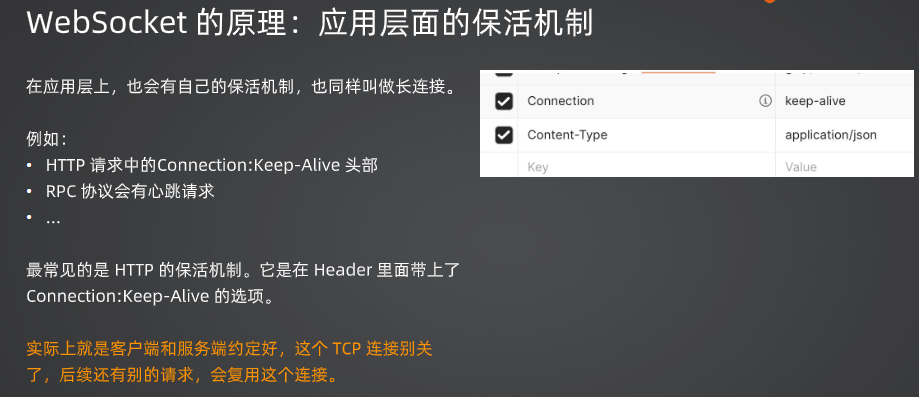 WebSocket 的原理：应用层面的保活机制
在应用层上，也会有自己的保活机制，也同样叫做长连接。
例如：
• HTTP 请求中的Connection:Keep-Alive 头部
• RPC 协议会有心跳请求
• ...
最常见的是 HTTP 的保活机制。它是在 Header 里面带上了
Connection:Keep-Alive 的选项。
实际上就是客户端和服务端约定好，这个 TCP 连接别关
了，后续还有别的请求，会复用这个连接。
Connection keep-alive
Content-Type application/json
Key Value